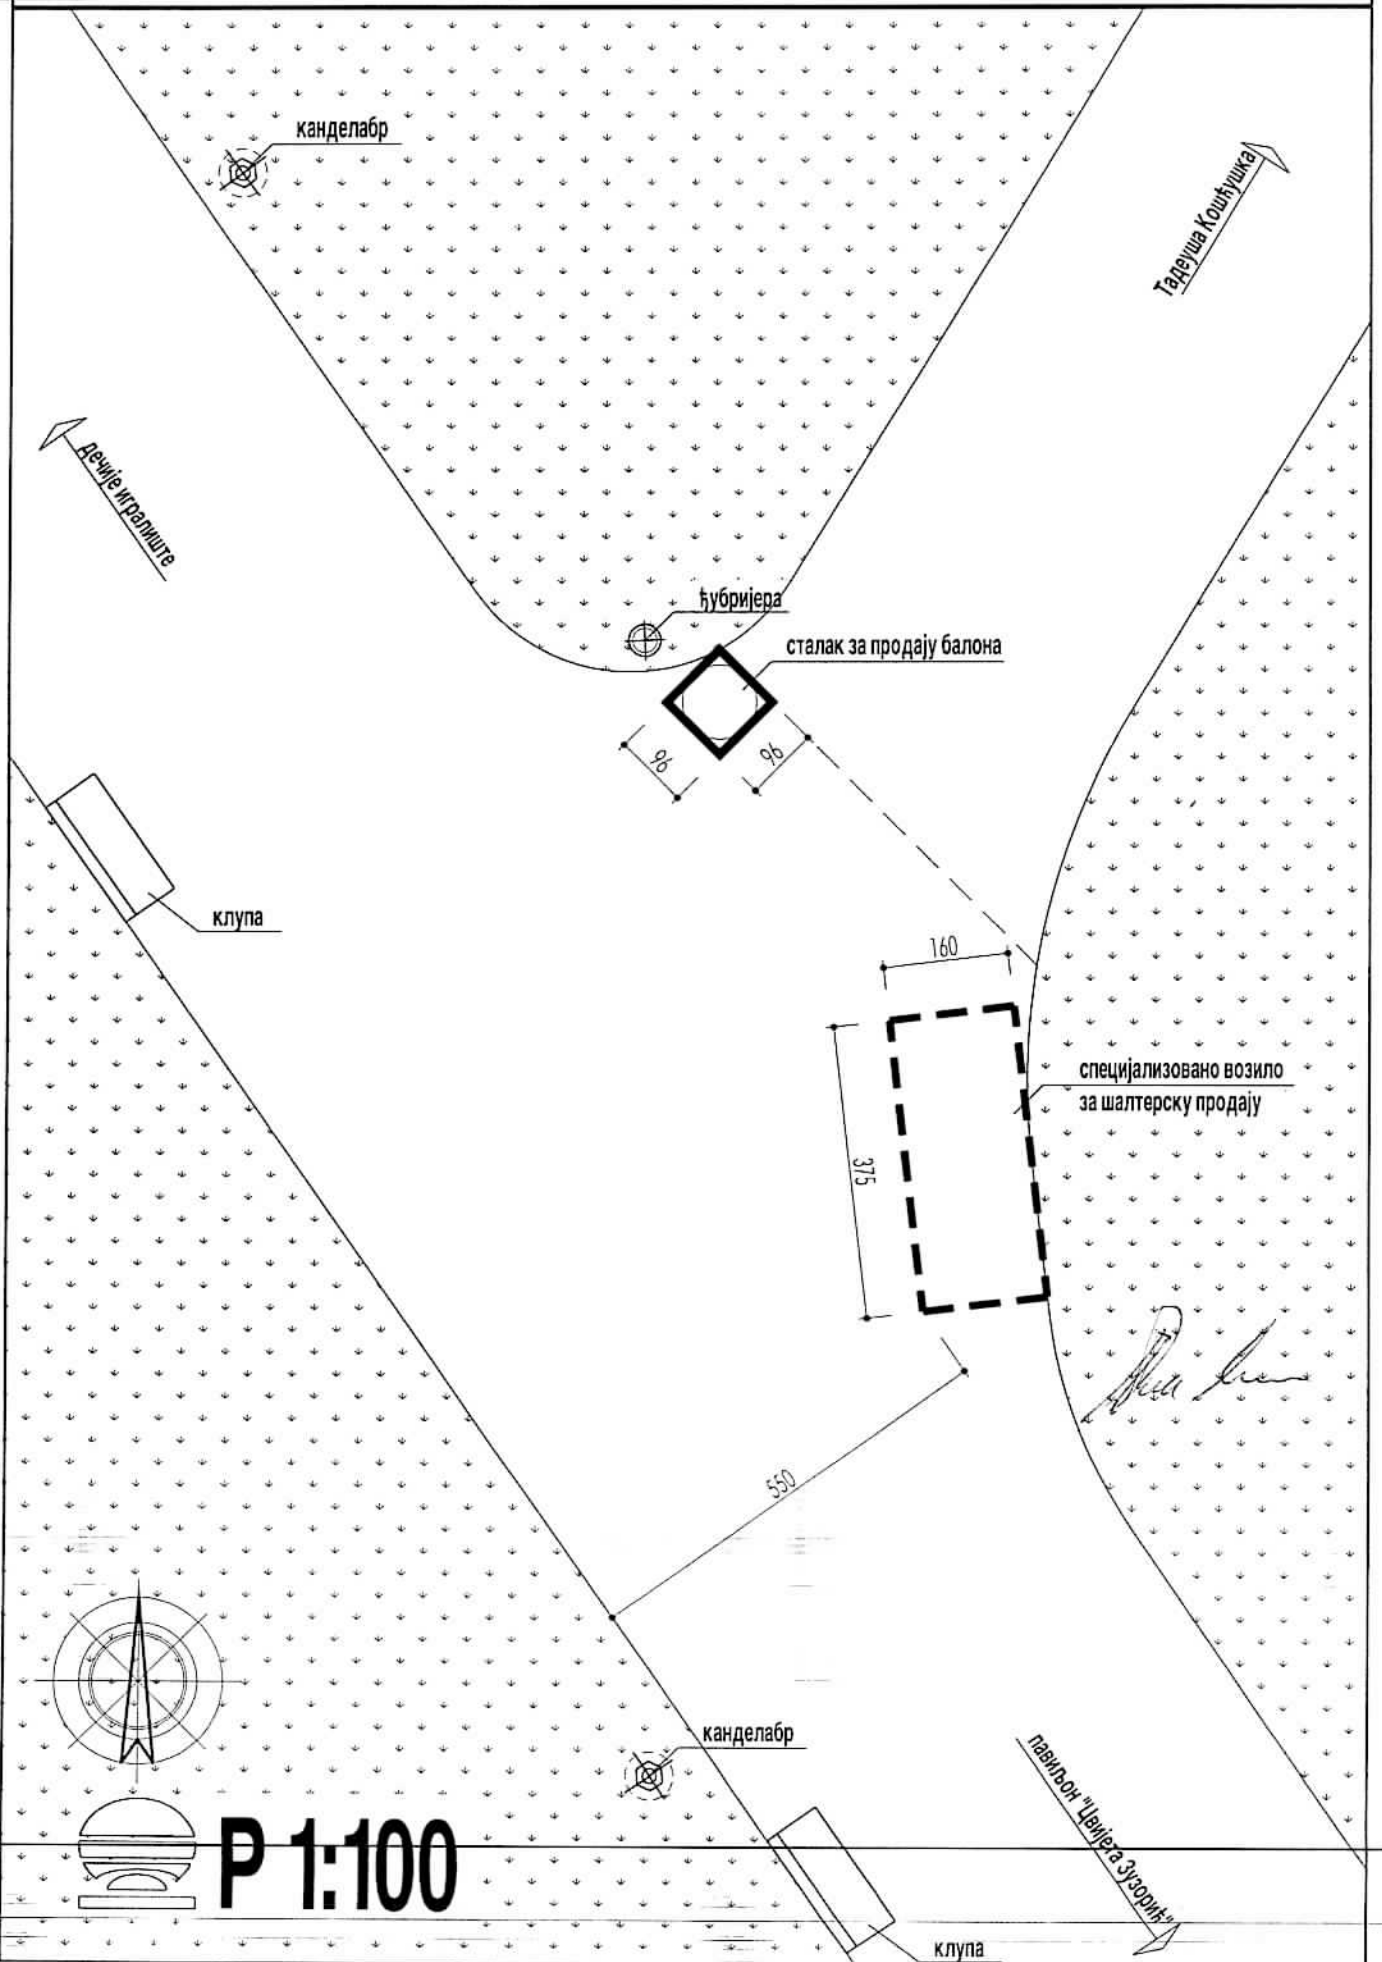 канделабр
Тадеуша Кошћушка
дечије игралиште
ђубријера
сталак за продају балона
96
96
клупа
160
специјализовано возило
за шалтерску продају
375
550
канделабр
павиљон "Цвијета Зузорић"
P 1:100
клупа